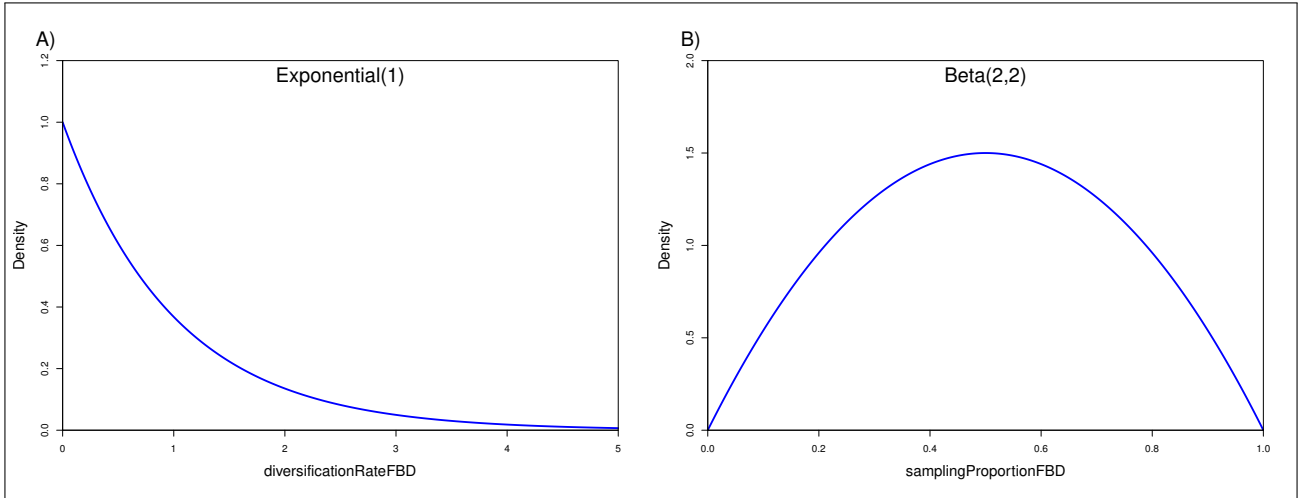 A)
Exponential(1)
1.2
1.0
0.8
0.6
0.4
0.2
0.0
Density
0 1 2 3 4 5
diversificationRateFBD
B)
Beta(2,2)
2.0
1.5
1.0
0.5
0.0
Density
0.0 0.2 0.4 0.6 0.8 1.0
samplingProportionFBD